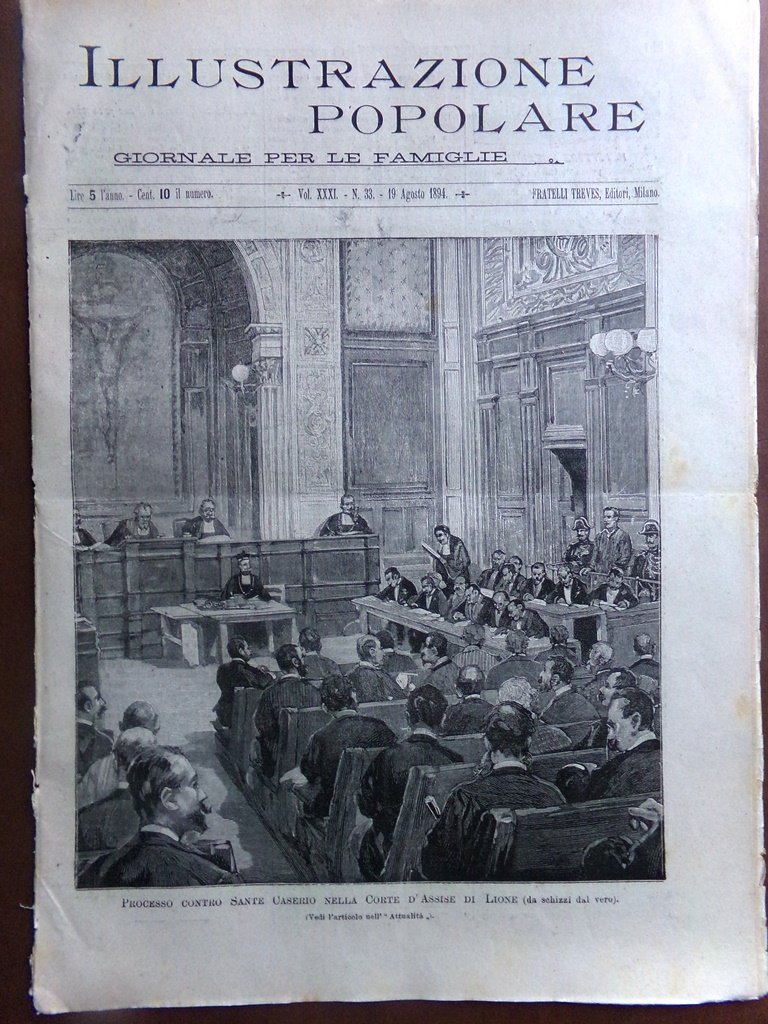 ILLUSTRAZIONE
POPOLARE
GIORNALE PER LE FAMIGLIE
Lire 5 l'anno. - Cent. 10 il numero. Vol. XXXI. - N. 33. - 19 Agosto 1894. FRATELLI TREVES, Editori, Milano.
PROCESSO CONTRO SANTE CASERIO NELLA CORTE D'ASSISE DI LIONE (da schizzi dal vero).
(Vedi l'articolo nell' "Attualità„).